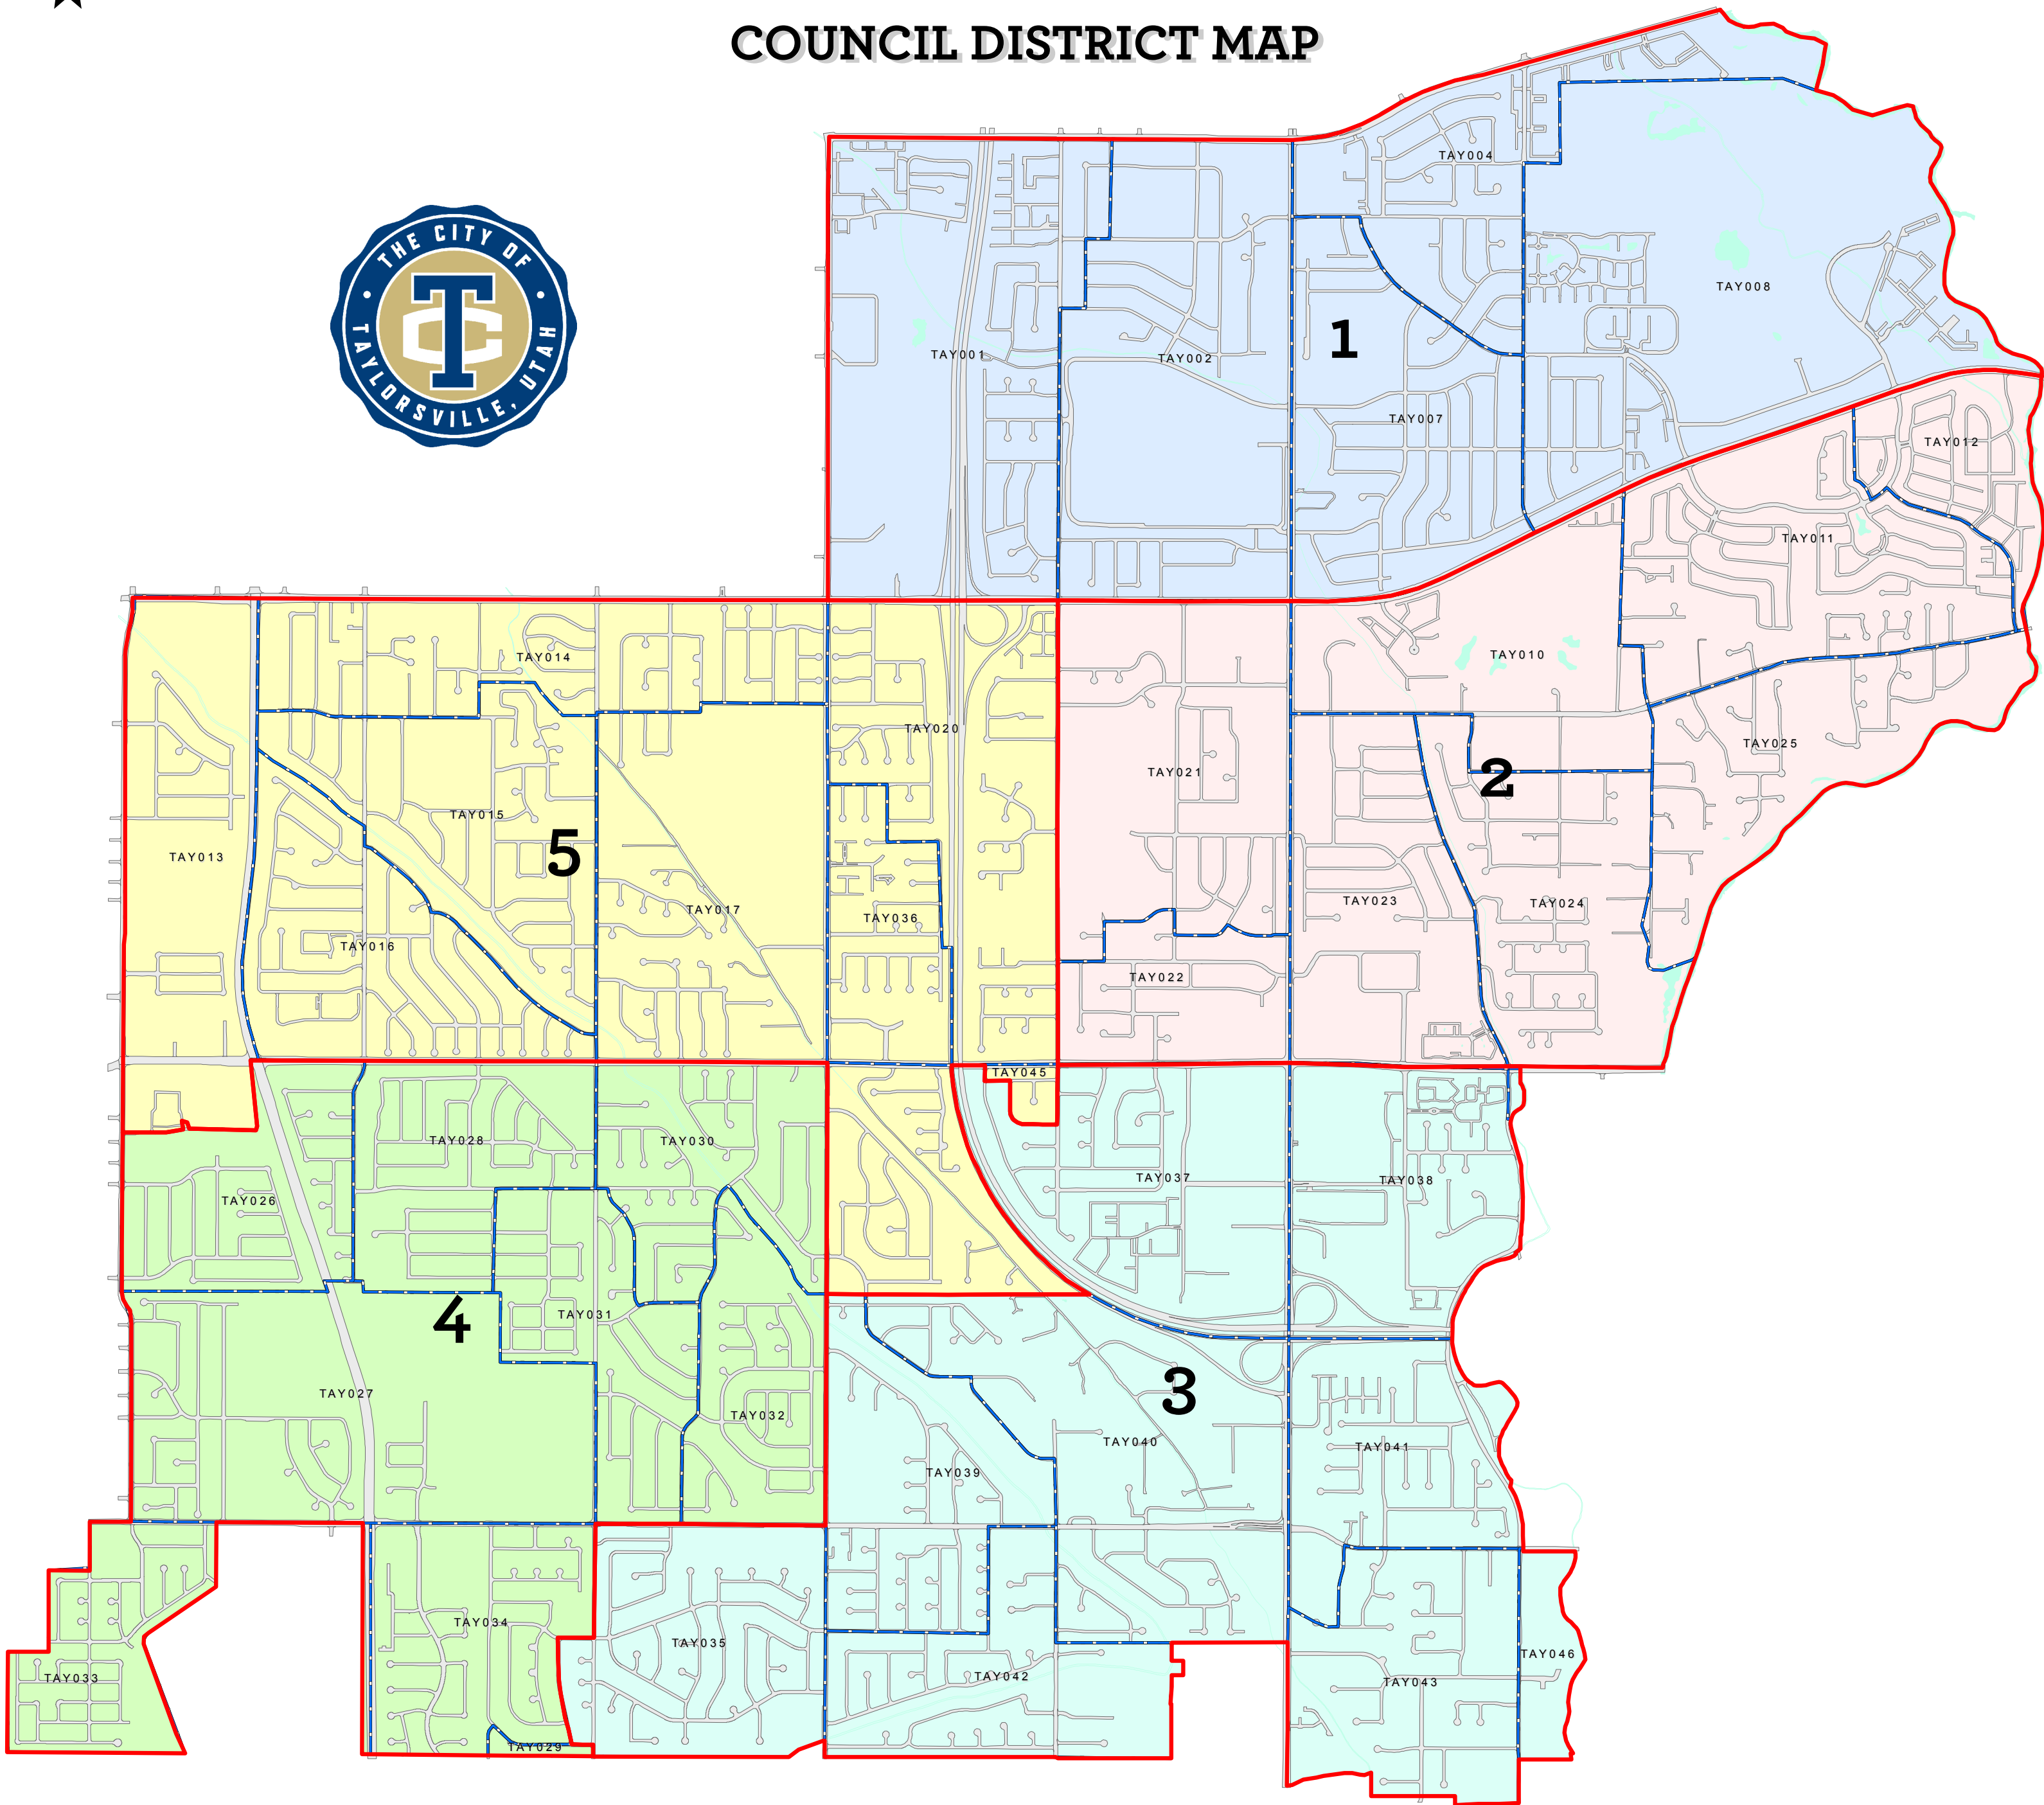 COUNCIL DISTRICT MAP
THE CITY OF
TAYLORSVILLE, UTAH
TC
TAY004
TAY008
1
TAY001
TAY002
TAY007
TAY012
TAY011
TAY014
TAY010
TAY020
TAY025
TAY021
2
TAY015
5
TAY013
TAY023
TAY024
TAY017
TAY036
TAY016
TAY022
TAY045
TAY028
TAY030
TAY037
TAY038
TAY026
TAY031
4
TAY027
3
TAY032
TAY040
TAY041
TAY039
TAY034
TAY035
TAY046
TAY033
TAY042
TAY043
TAY029